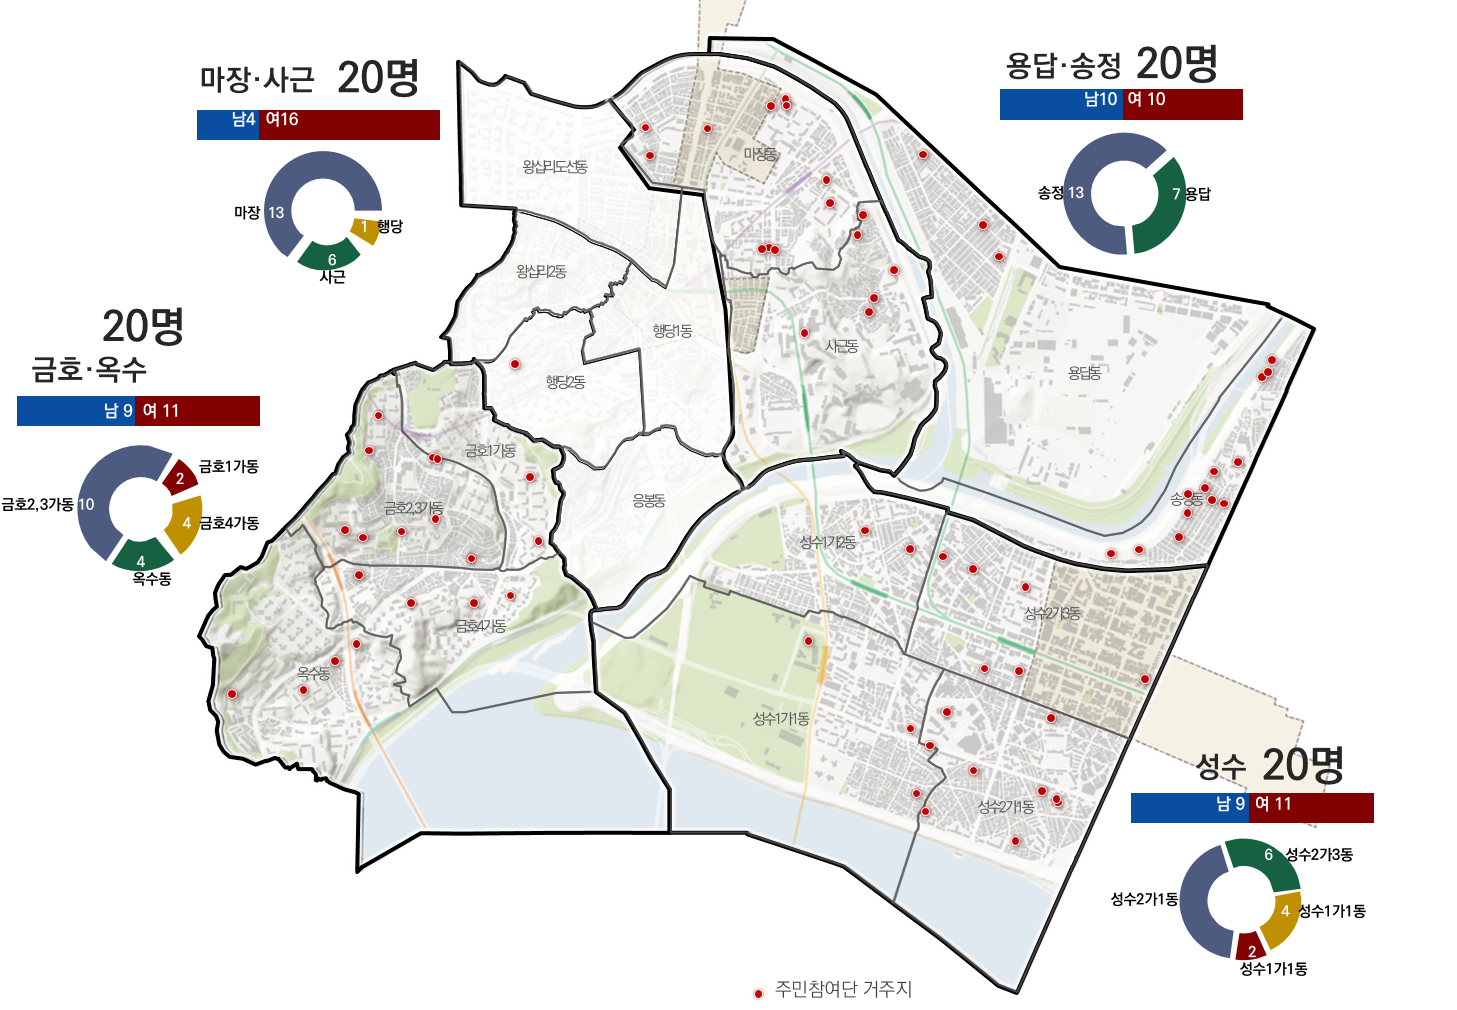 마장·사근 20명
남4 여16
마장 13
1 행당
6
사근
용답·송정 20명
남10 여 10
송정 13
7 용답
20명
금호·옥수
남 9 여 11
금호1가동
2
금호2,3가동 10
4 금호4가동
4
옥수동
왕십리도선동
마장동
왕십리2동
행당1동
사근동
행당2동
용답동
금호1가동
금호2,3가동
응봉동
송정동
성수1가2동
성수2가3동
금호4가동
옥수동
성수1가1동
성수2가1동
성수 20명
남 9 여 11
6 성수2가3동
성수2가1동
4 성수1가1동
2
성수1가1동
주민참여단 거주지